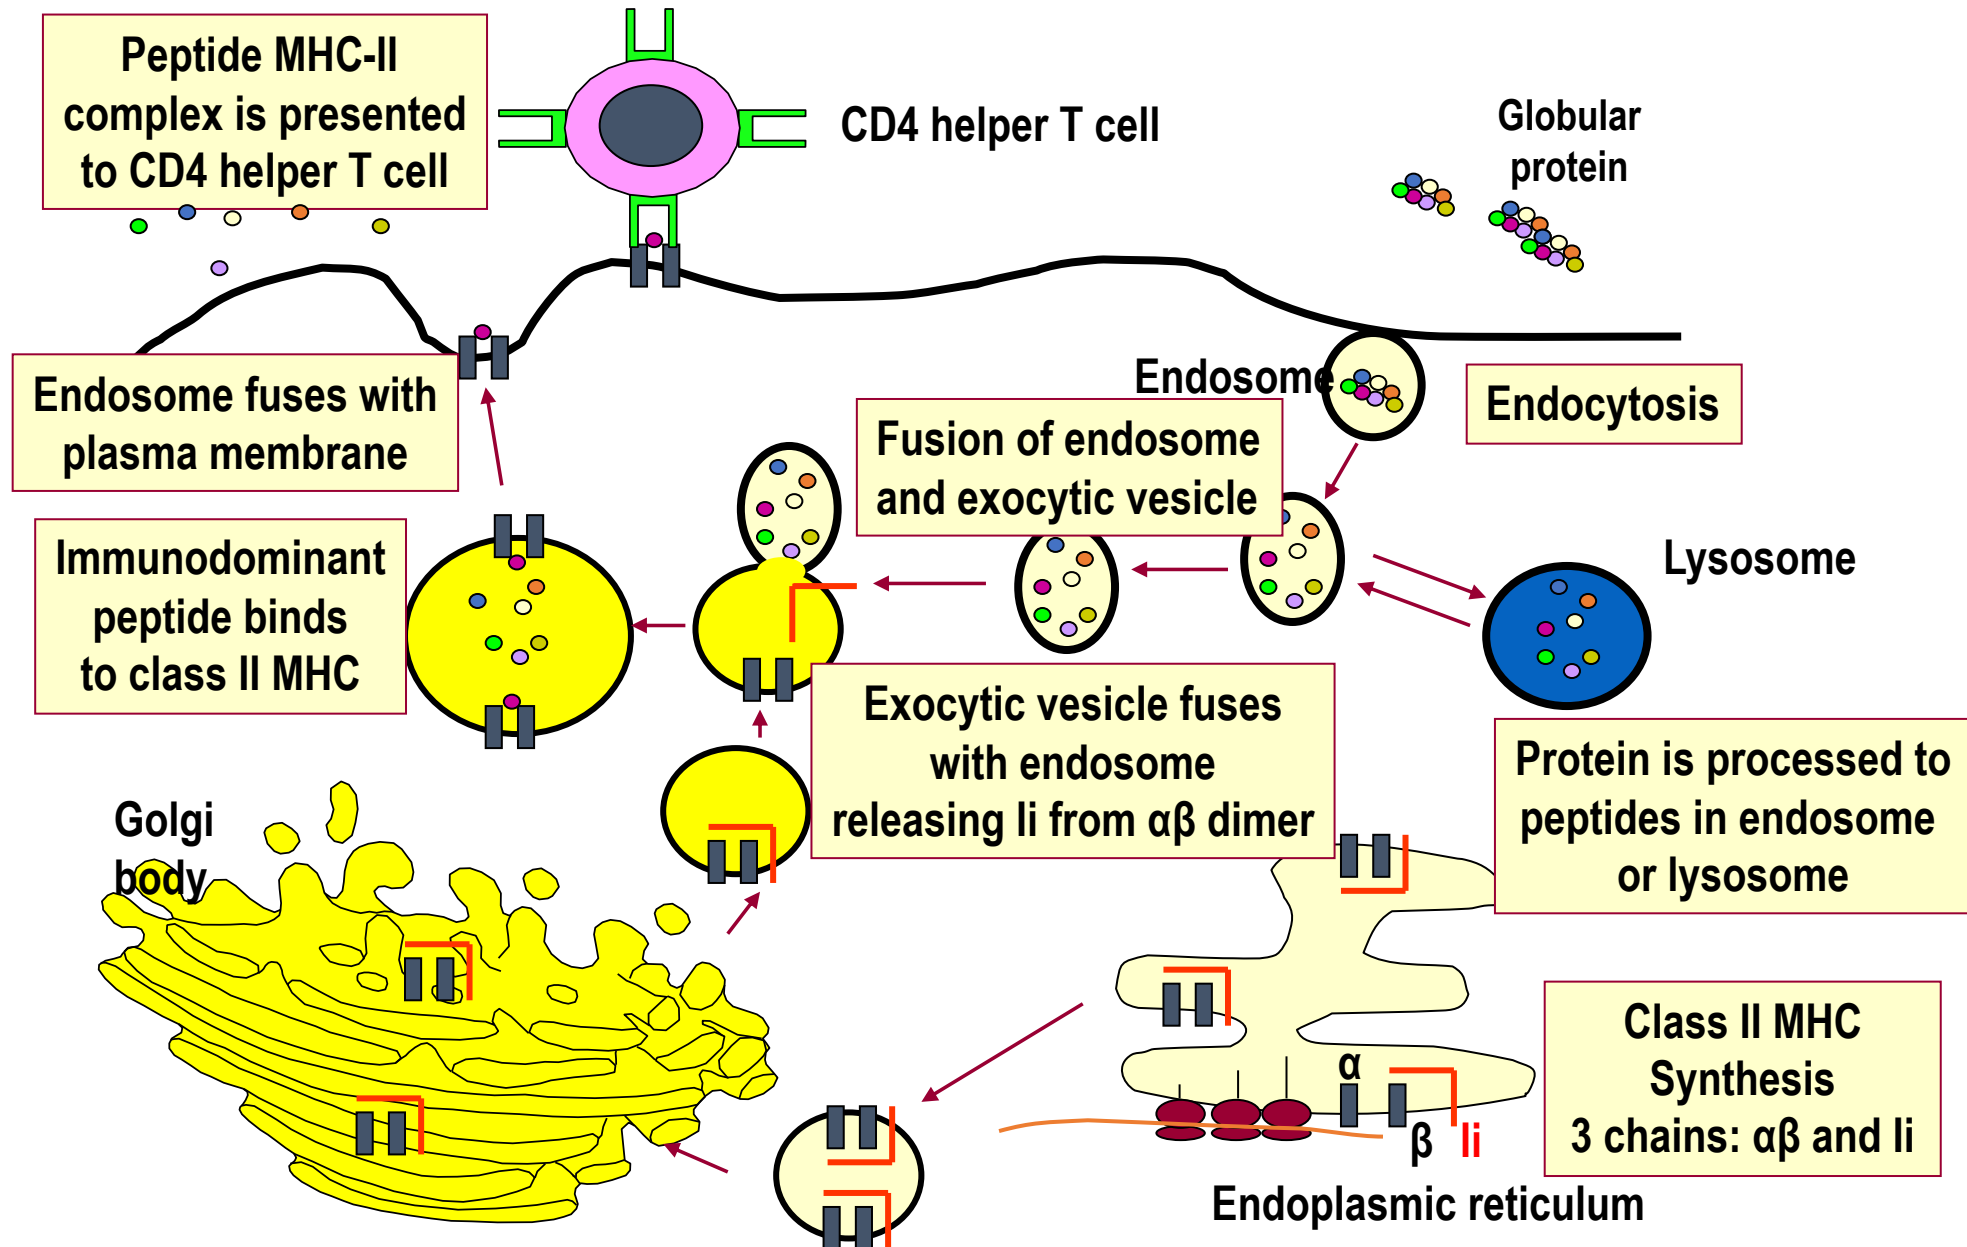 Peptide MHC-II
complex is presented
to CD4 helper T cell
CD4 helper T cell
Globular
protein
Endosome fuses with
plasma membrane
Endosome
Endocytosis
Fusion of endosome
and exocytic vesicle
Immunodominant
peptide binds
to class II MHC
Lysosome
Exocytic vesicle fuses
with endosome
releasing Ii from αβ dimer
Protein is processed to
peptides in endosome
or lysosome
Golgi
body
Class II MHC
Synthesis
3 chains: αβ and Ii
α
β
Ii
Endoplasmic reticulum